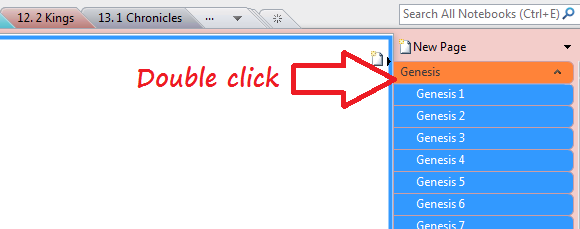 12. 2 Kings
13. 1 Chronicles
...
Search All Notebooks (Ctrl+E)
New Page
Double click
Genesis
Genesis 1
Genesis 2
Genesis 3
Genesis 4
Genesis 5
Genesis 6
Genesis 7